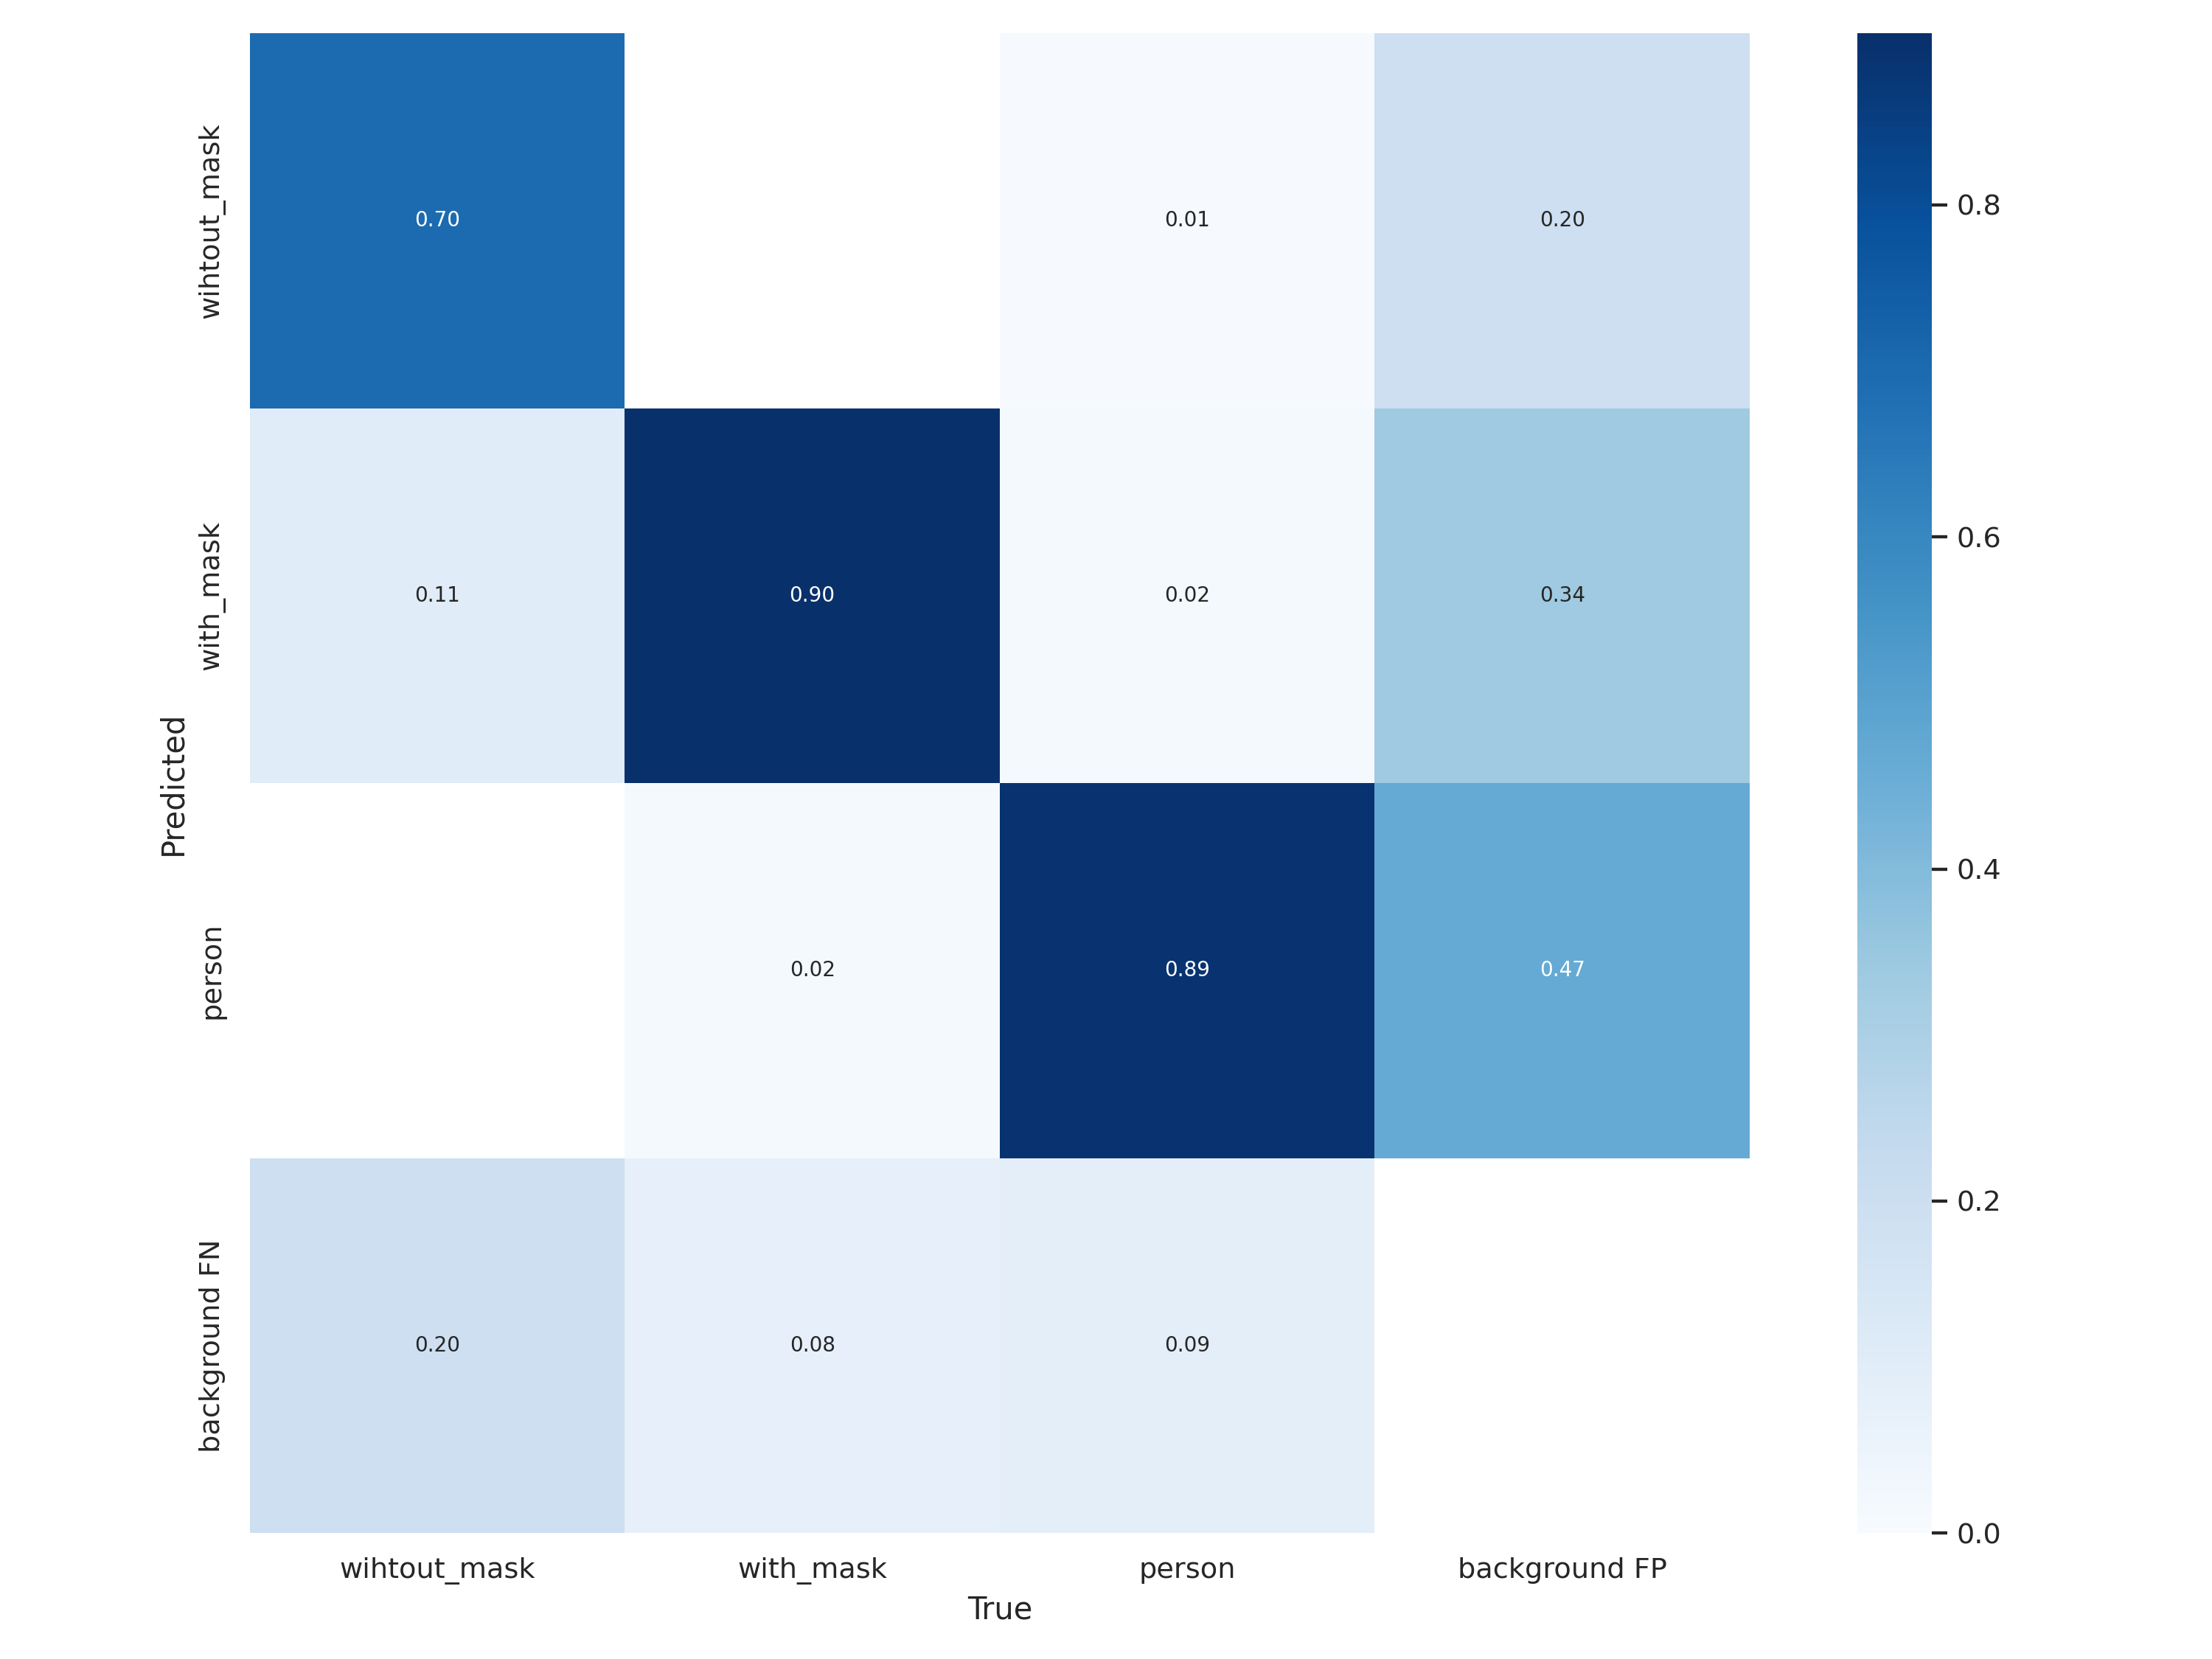 wihtout_mask
0.70
0.01
0.20
with_mask
0.11
0.90
0.02
0.34
Predicted
person
0.02
0.89
0.47
background FN
0.20
0.08
0.09
wihtout_mask
with_mask
person
background FP
True
0.8
0.6
0.4
0.2
0.0